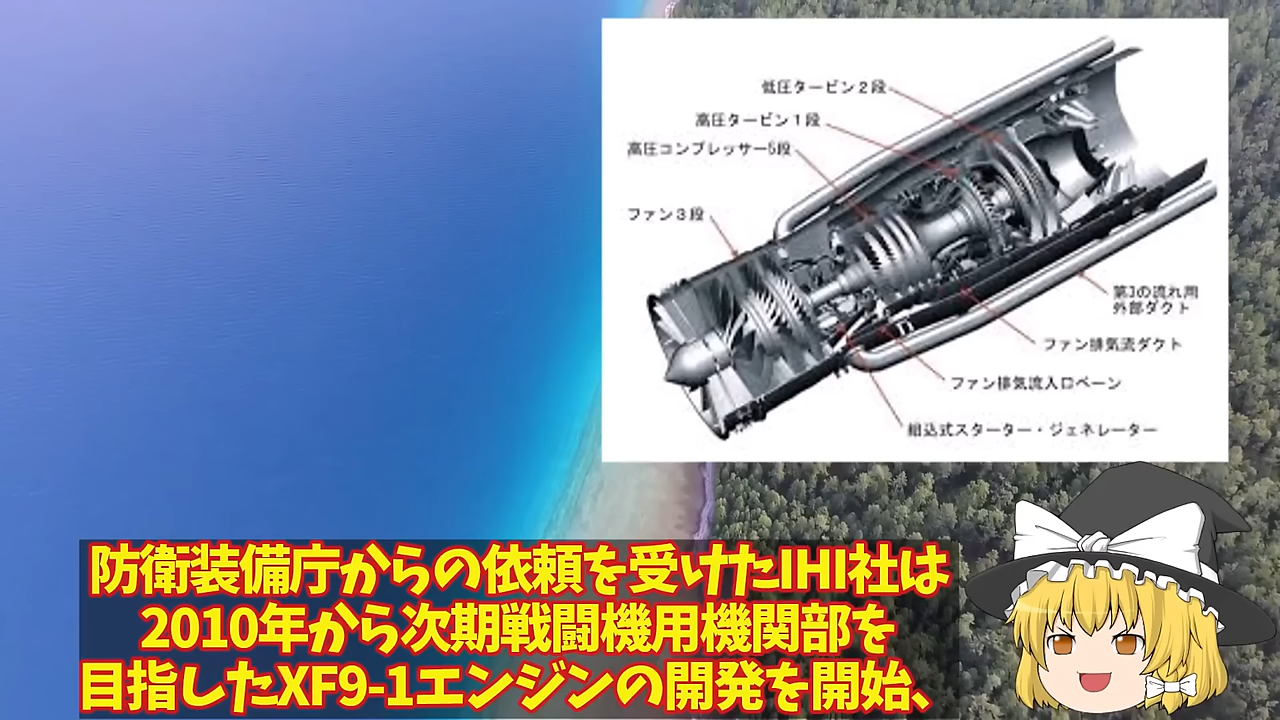 低圧タービン２段
高圧タービン１段
高圧コンプレッサー5段
ファン３段
第3の流れ用
外部ダクト
ファン排気流ダクト
ファン排気流入口ベーン
組込式スターター・ジェネレーター
防衛装備庁からの依頼を受けたIHI社は
2010年から次期戦闘機用機関部を
目指したXF9-1エンジンの開発を開始、